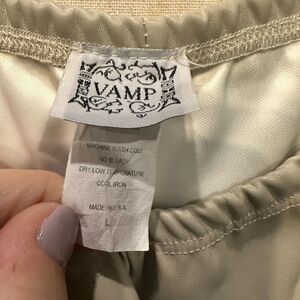 VAMP
MACHINE WASH COLD
NO BLEACH
DRY LOW TEMPERATURE
COOL IRON
MADE IN U.S.A.
L